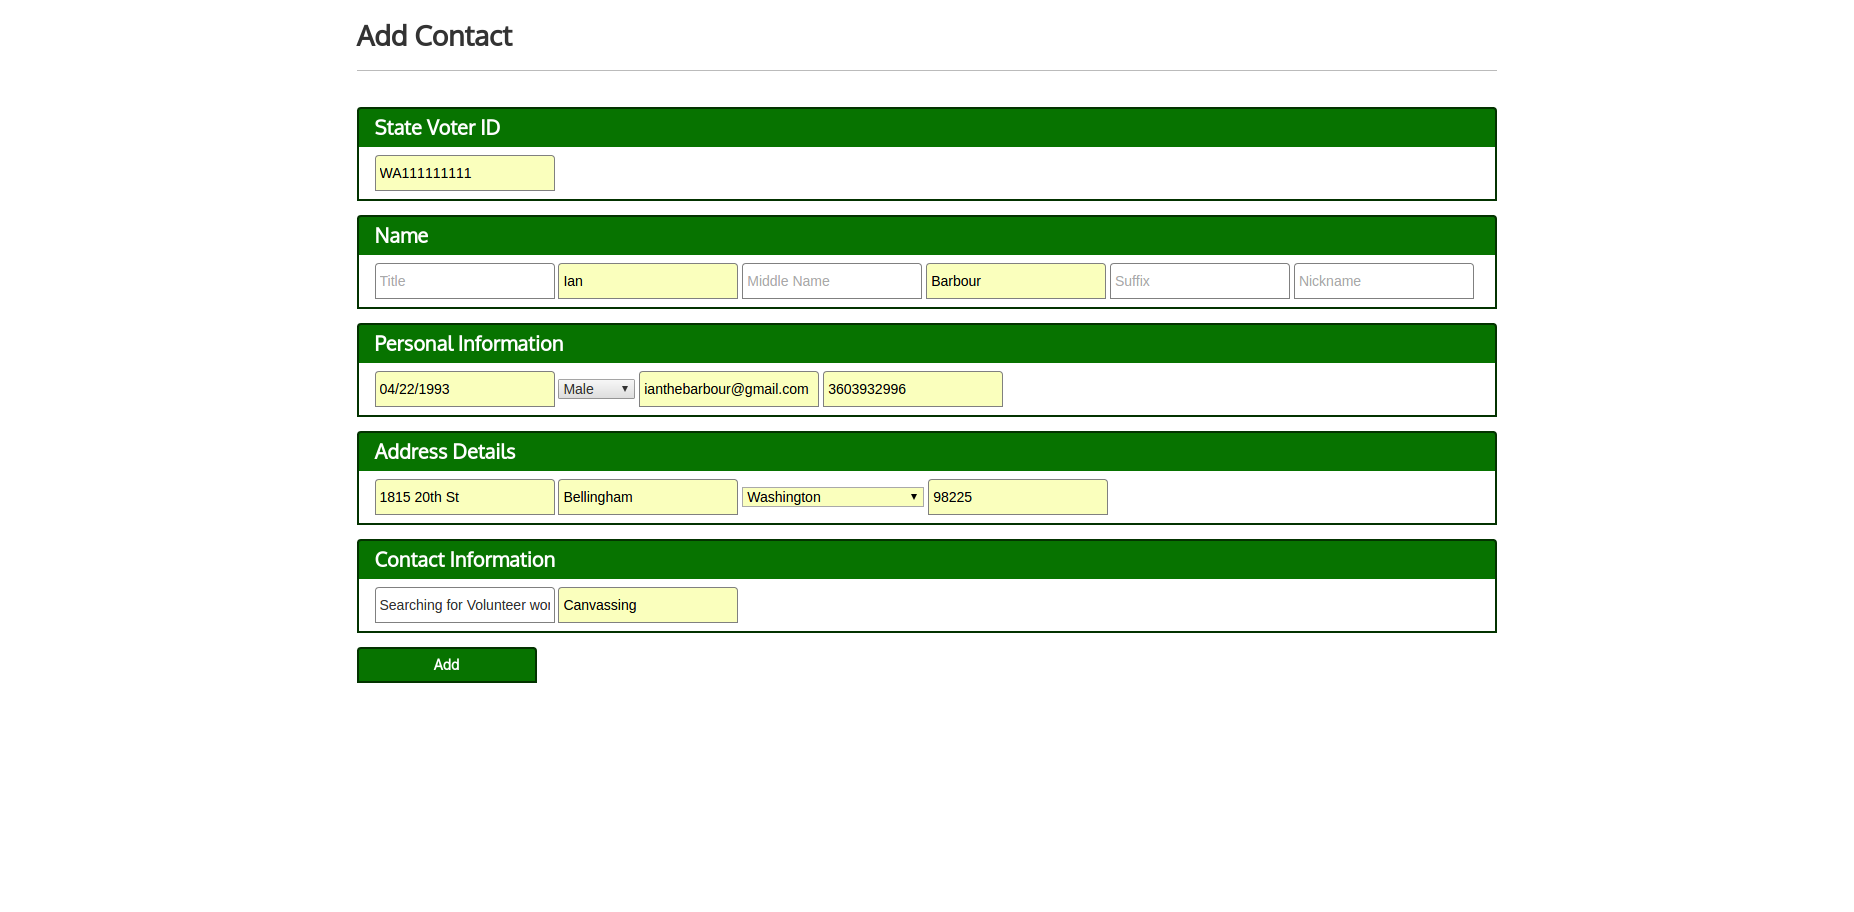 Add Contact
State Voter ID
WA111111111
Name
Title Ian Middle Name Barbour Suffix Nickname
Personal Information
04/22/1993 Male ianthebarbour@gmail.com 3603932996
Address Details
1815 20th St Bellingham Washington 98225
Contact Information
Searching for Volunteer Canvassing
Add